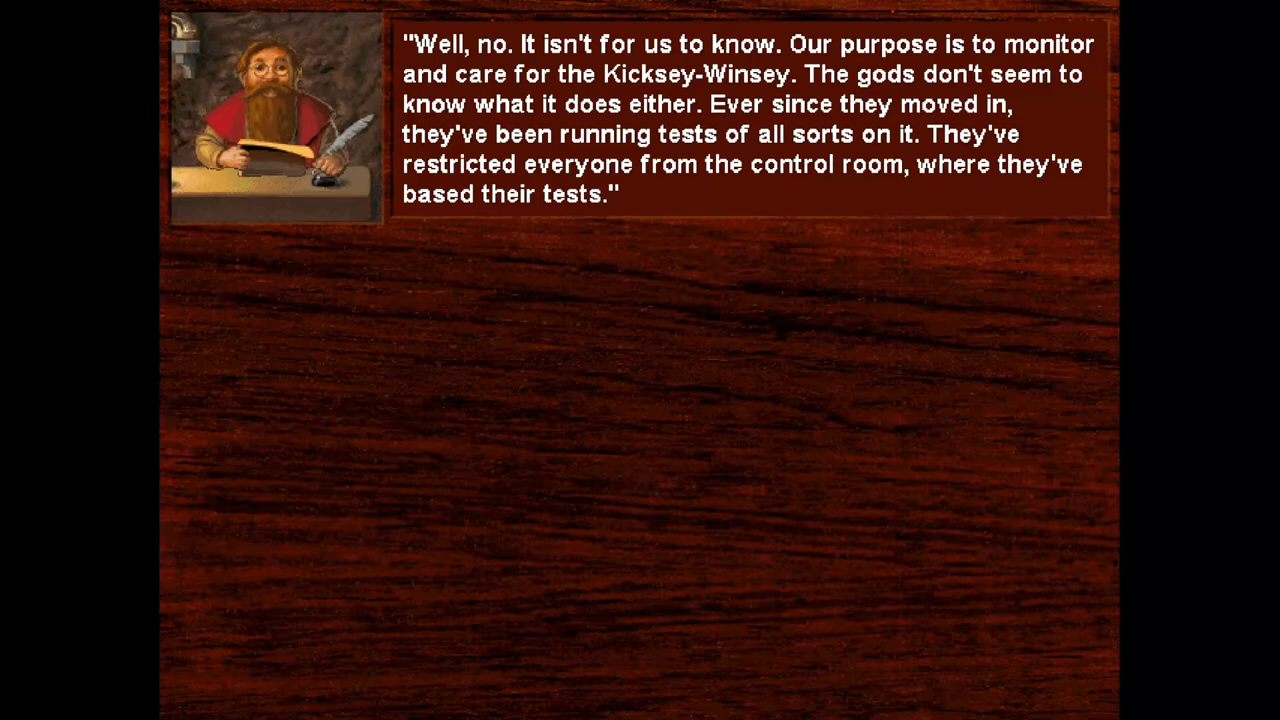 "Well, no. It isn't for us to know. Our purpose is to monitor
and care for the Kicksey-Winsey. The gods don't seem to
know what it does either. Ever since they moved in,
they've been running tests of all sorts on it. They've
restricted everyone from the control room, where they've
based their tests."